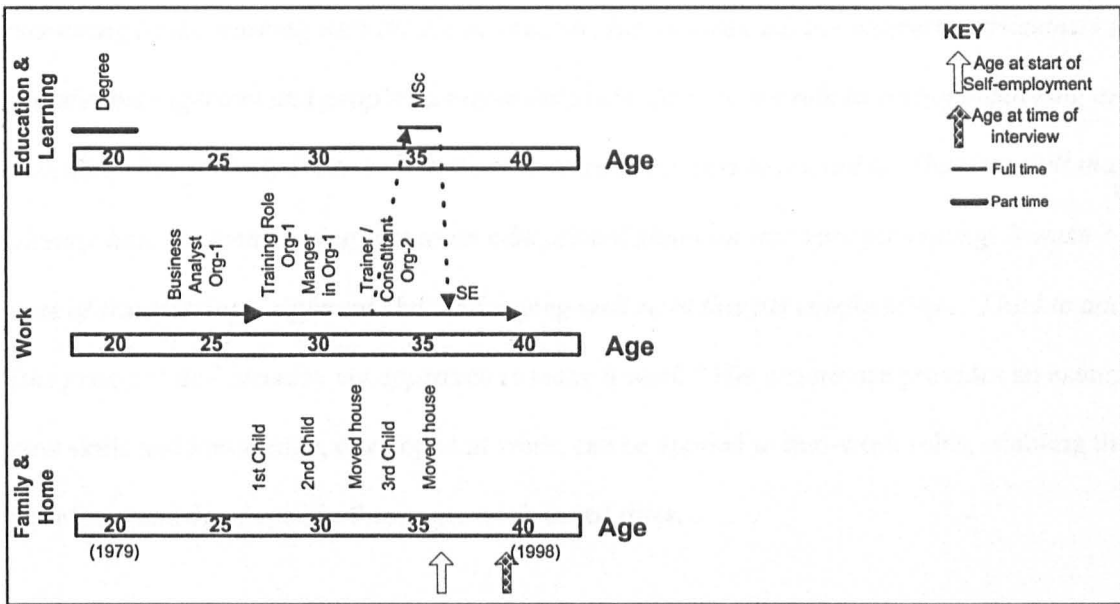 Education &
Learning
Degree
MSc
20 25 30 35 40 Age
Work
Business
Analyst
Org-1
Training Role
Org-1
Manger
in Org-1
Trainer /
Consultant
Org-2
SE
20 25 30 35 40 Age
Family &
Home
1st Child
2nd Child
Moved house
3rd Child
Moved house
20 25 30 35 40 Age
(1979) (1998)
KEY
Age at start of
Self-employment
Age at time of
interview
Full time
Part time